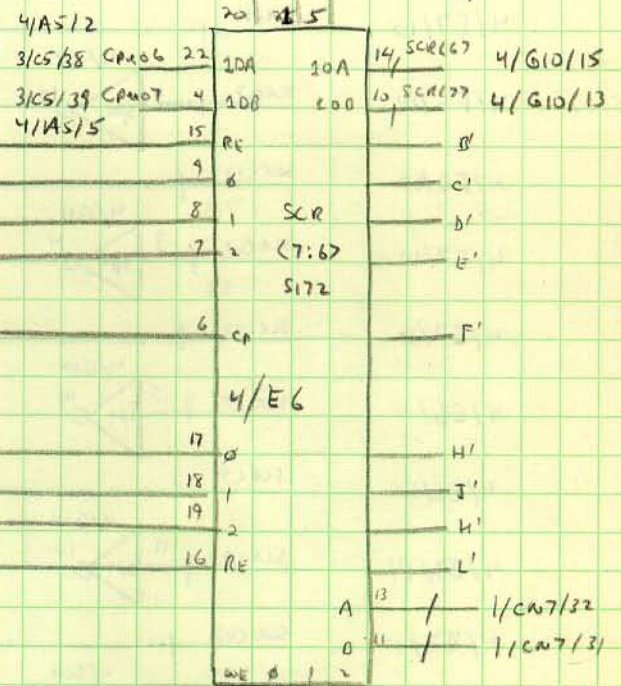 20 2 1 5
4/A5/2
3/C5/38 CPU06 22 1DA 1OA 14 SCR<6> 4/G10/15
3/C5/39 CPU07 4 1DB 1OB 10 SCR<7> 4/G10/13
4/A5/5
15 RE B'
9 0 C'
8 1 SCR D'
7 2 <7:6> E'
S172
6 CP F'
4/E6
17 0 H'
18 1 J'
19 2 H'
16 RE L'
A 13 1/CN7/32
B 11 1/CN7/31
WE 0 1 2